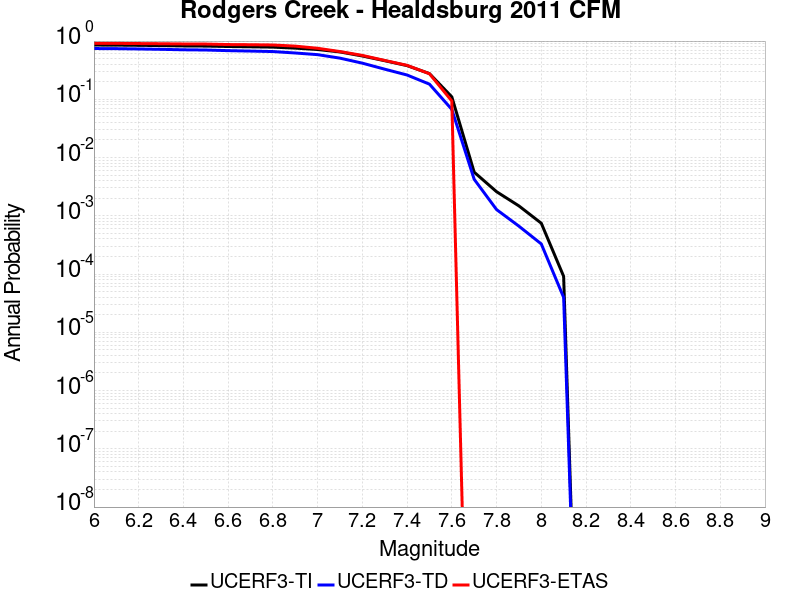 Rodgers Creek - Healdsburg 2011 CFM
10^0
10^-1
10^-2
10^-3
10^-4
10^-5
10^-6
10^-7
10^-8
Annual Probability
6 6.2 6.4 6.6 6.8 7 7.2 7.4 7.6 7.8 8 8.2 8.4 8.6 8.8 9
Magnitude
UCERF3-TI UCERF3-TD UCERF3-ETAS